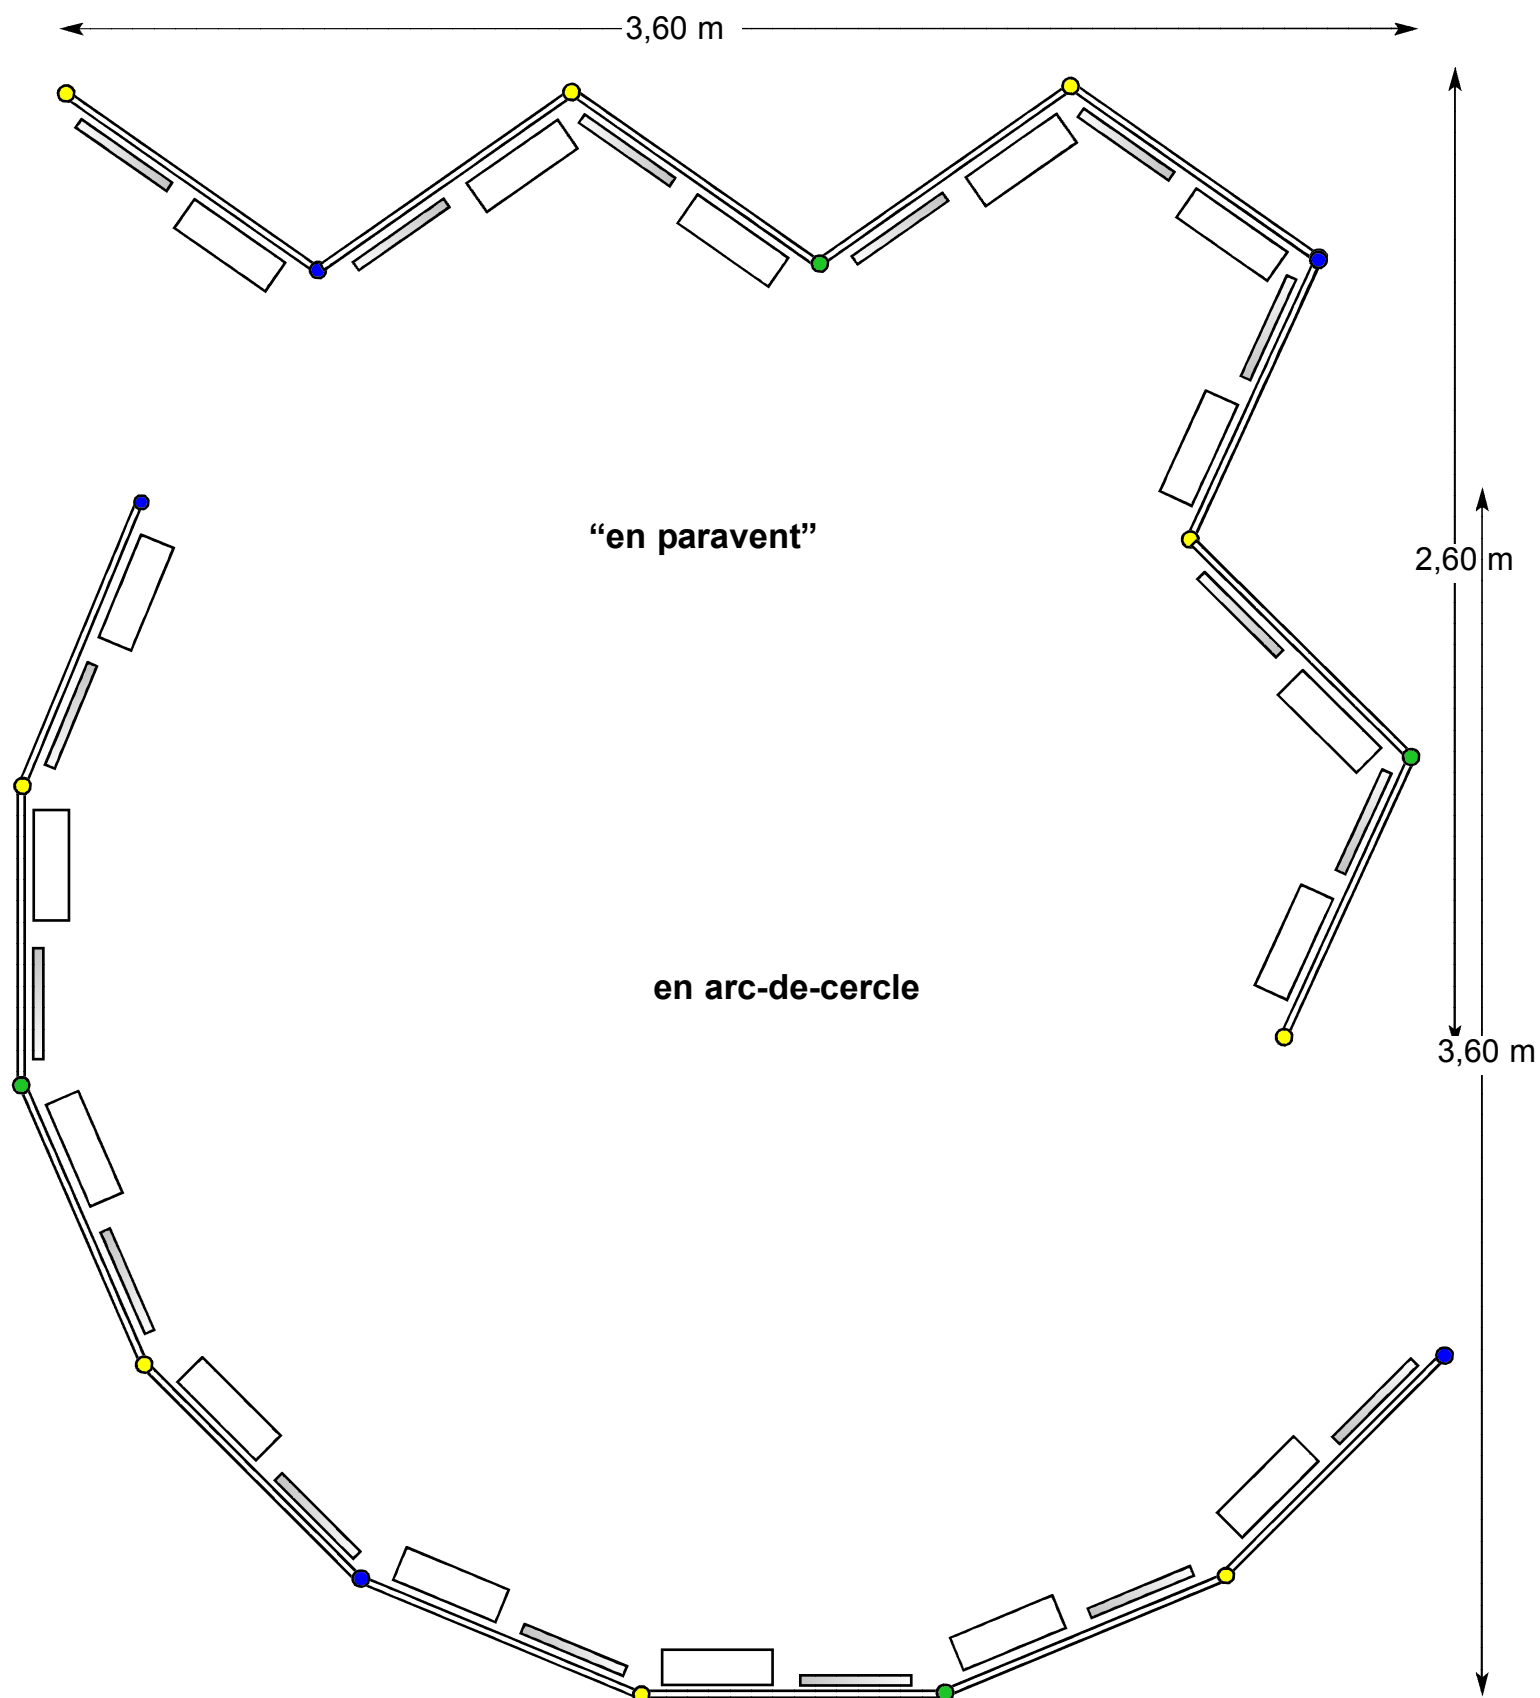 3,60 m
“en paravent”
2,60 m
en arc-de-cercle
3,60 m